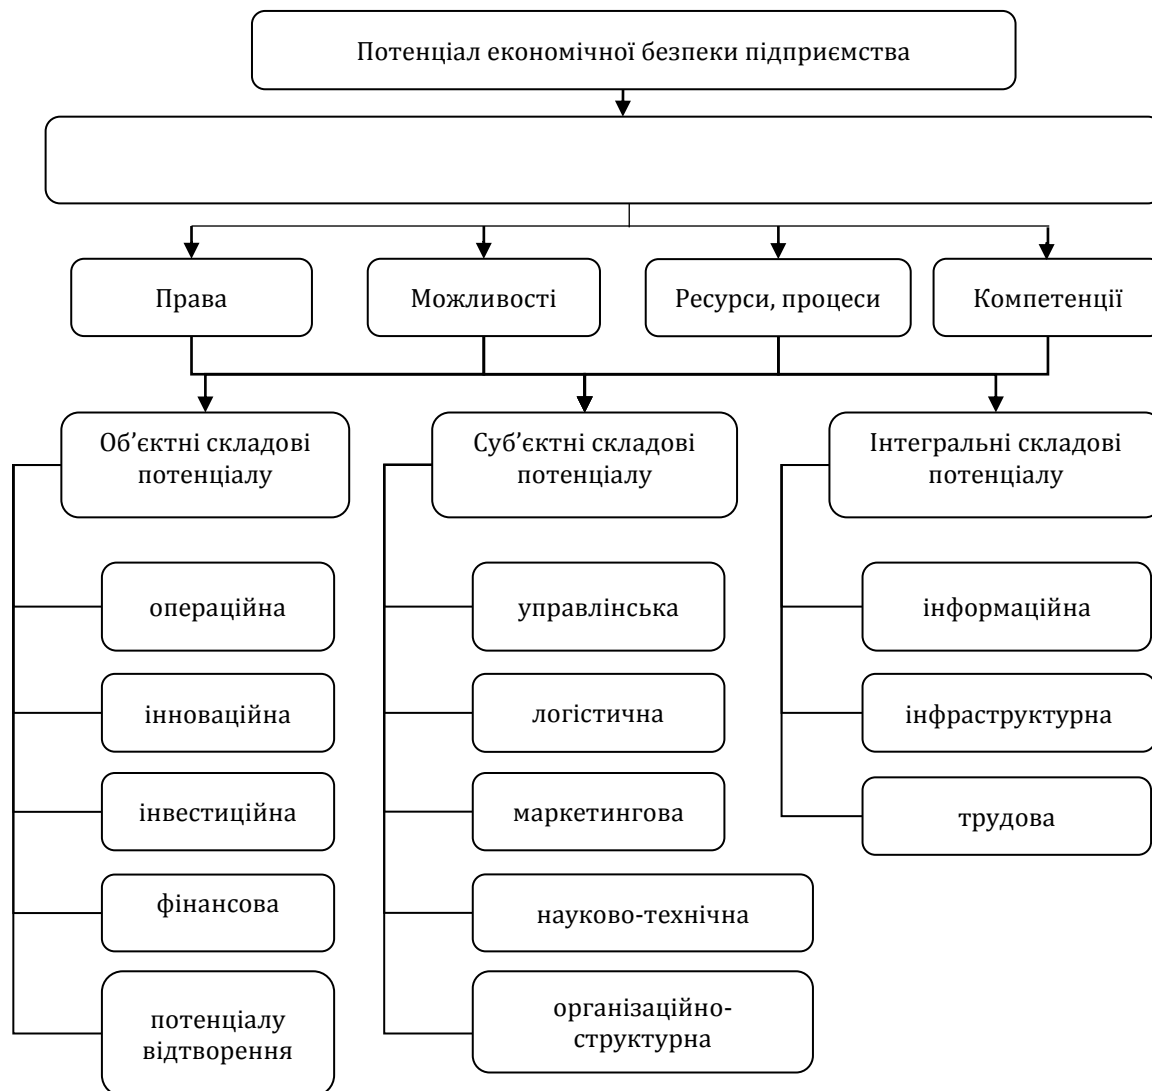 Потенціал економічної безпеки підприємства
Права
Можливості
Ресурси, процеси
Компетенції
Об’єктні складові
потенціалу
Суб’єктні складові
потенціалу
Інтегральні складові
потенціалу
операційна
управлінська
інформаційна
інноваційна
логістична
інфраструктурна
інвестиційна
маркетингова
трудова
фінансова
науково-технічна
потенціалу
відтворення
організаційно-
структурна